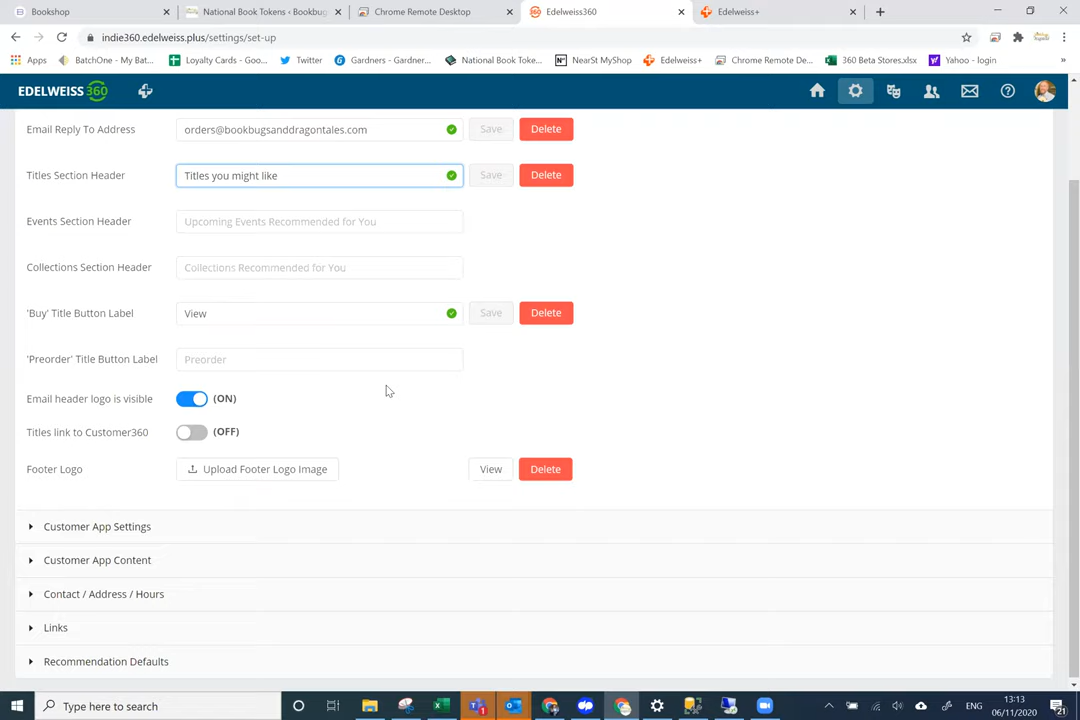 Bookshop
National Book Tokens ‹ Bookbug
Chrome Remote Desktop
Edelweiss360
Edelweiss+
indie360.edelweiss.plus/settings/set-up
Apps
BatchOne - My Bat...
Loyalty Cards - Goo...
Twitter
Gardners - Gardner...
National Book Toke...
NearSt MyShop
Edelweiss+
Chrome Remote De...
360 Beta Stores.xlsx
Yahoo - login
»
EDELWEISS 360
Email Reply To Address
orders@bookbugsanddragontales.com
Save
Delete
Titles Section Header
Titles you might like
Save
Delete
Events Section Header
Upcoming Events Recommended for You
Collections Section Header
Collections Recommended for You
'Buy' Title Button Label
View
Save
Delete
'Preorder' Title Button Label
Preorder
Email header logo is visible
(ON)
Titles link to Customer360
(OFF)
Footer Logo
Upload Footer Logo Image
View
Delete
Customer App Settings
Customer App Content
Contact / Address / Hours
Links
Recommendation Defaults
Type here to search
ENG
13:13
06/11/2020
21